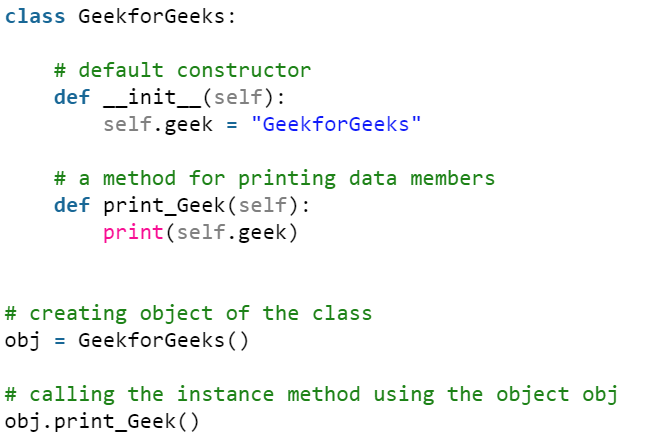 class GeekforGeeks:
    # default constructor
    def __init__(self):
        self.geek = "GeekforGeeks"
    # a method for printing data members
    def print_Geek(self):
        print(self.geek)
# creating object of the class
obj = GeekforGeeks()
# calling the instance method using the object obj
obj.print_Geek()